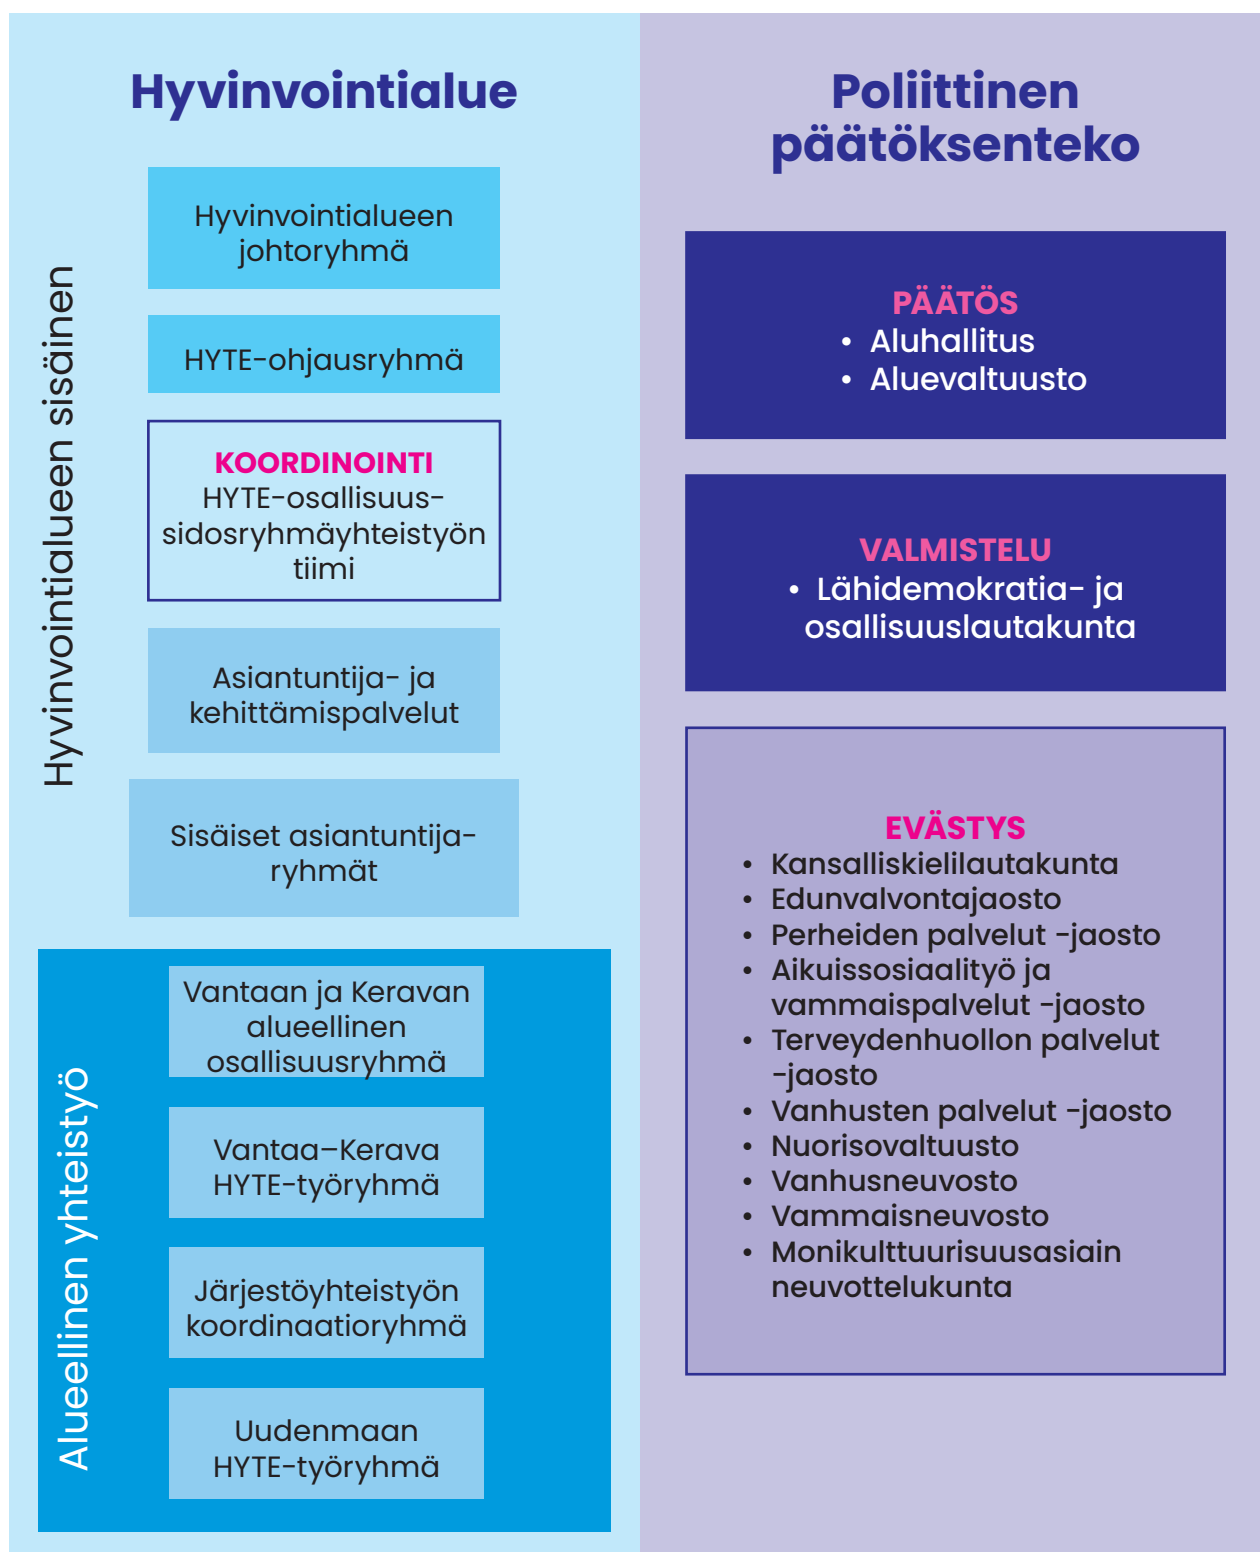 Hyvinvointialue
Hyvinvointialueen sisäinen
Hyvinvointialueen
johtoryhmä
HYTE-ohjausryhmä
KOORDINOINTI
HYTE-osallisuus-
sidosryhmäyhteistyön
tiimi
Asiantuntija- ja
kehittämispalvelut
Sisäiset asiantuntija-
ryhmät
Alueellinen yhteistyö
Vantaan ja Keravan
alueellinen
osallisuusryhmä
Vantaa–Kerava
HYTE-työryhmä
Järjestöyhteistyön
koordinaatioryhmä
Uudenmaan
HYTE-työryhmä
Poliittinen
päätöksenteko
PÄÄTÖS
• Aluhallitus
• Aluevaltuusto
VALMISTELU
• Lähidemokratia- ja
osallisuuslautakunta
EVÄSTYS
• Kansalliskielilautakunta
• Edunvalvontajaosto
• Perheiden palvelut -jaosto
• Aikuissosiaalityö ja
vammaispalvelut -jaosto
• Terveydenhuollon palvelut
-jaosto
• Vanhusten palvelut -jaosto
• Nuorisovaltuusto
• Vanhusneuvosto
• Vammaisneuvosto
• Monikulttuurisuusasiain
neuvottelukunta